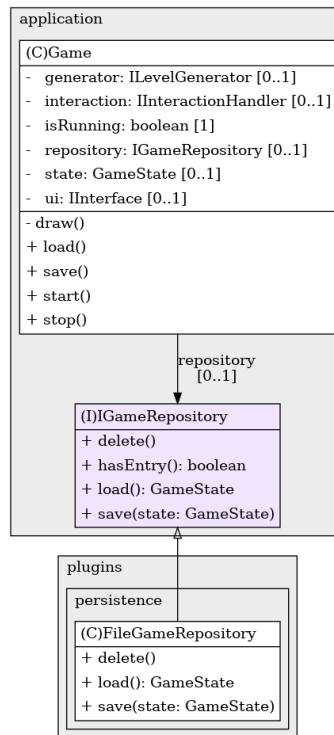 application
(C)Game
- generator: ILevelGenerator [0..1]
- interaction: IInteractionHandler [0..1]
- isRunning: boolean [1]
- repository: IGameRepository [0..1]
- state: GameState [0..1]
- ui: IInterface [0..1]
- draw()
+ load()
+ save()
+ start()
+ stop()
repository
[0..1]
(I)IGameRepository
+ delete()
+ hasEntry(): boolean
+ load(): GameState
+ save(state: GameState)
plugins
persistence
(C)FileGameRepository
+ delete()
+ load(): GameState
+ save(state: GameState)